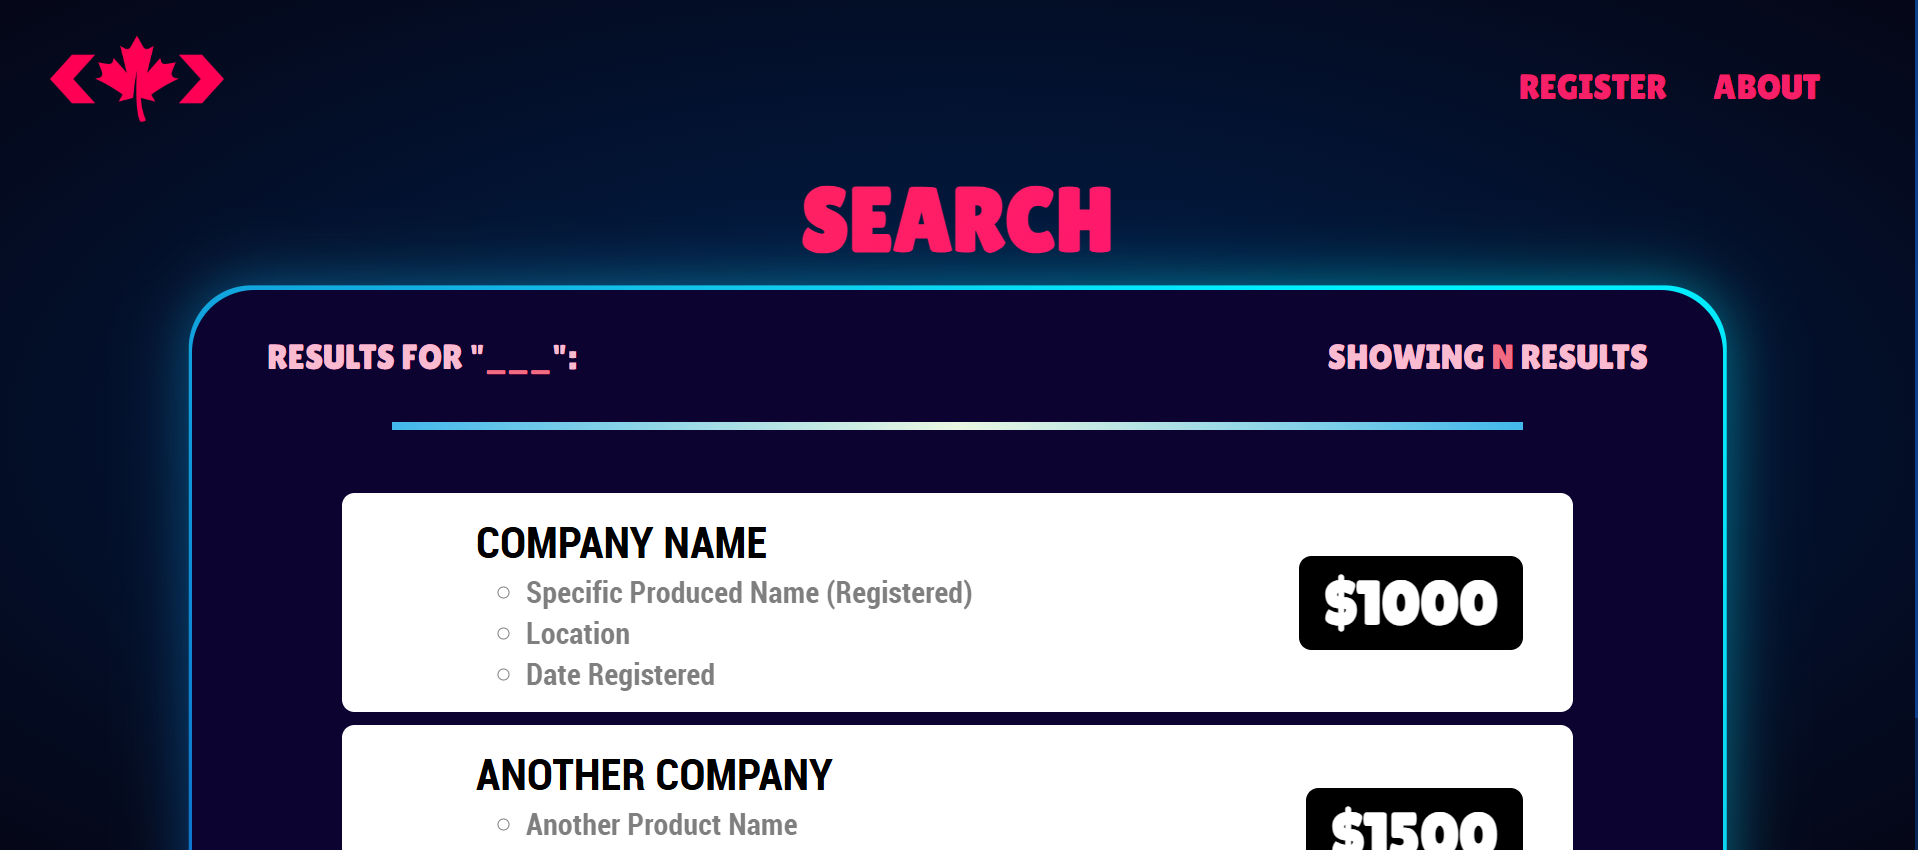 REGISTER ABOUT
SEARCH
RESULTS FOR "___": SHOWING N RESULTS
COMPANY NAME
Specific Produced Name (Registered)
$1000
Location
Date Registered
ANOTHER COMPANY
Another Product Name
$1500